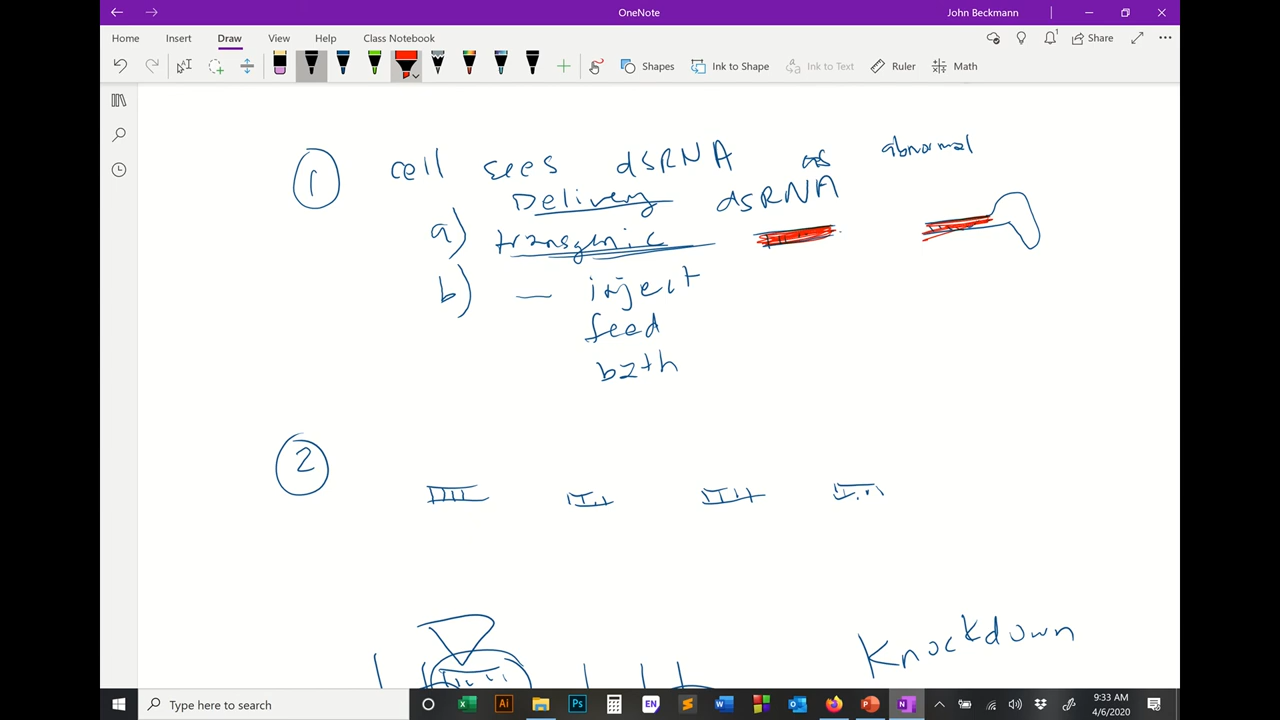 OneNote
John Beckmann
Home Insert Draw View Help Class Notebook
Share
Shapes Ink to Shape Ink to Text Ruler Math
1 cell sees dsRNA as abnormal
Delivery dsRNA
a) transgenic
b) — inject
feed
bath
2
Knockdown
Type here to search
9:33 AM
4/6/2020